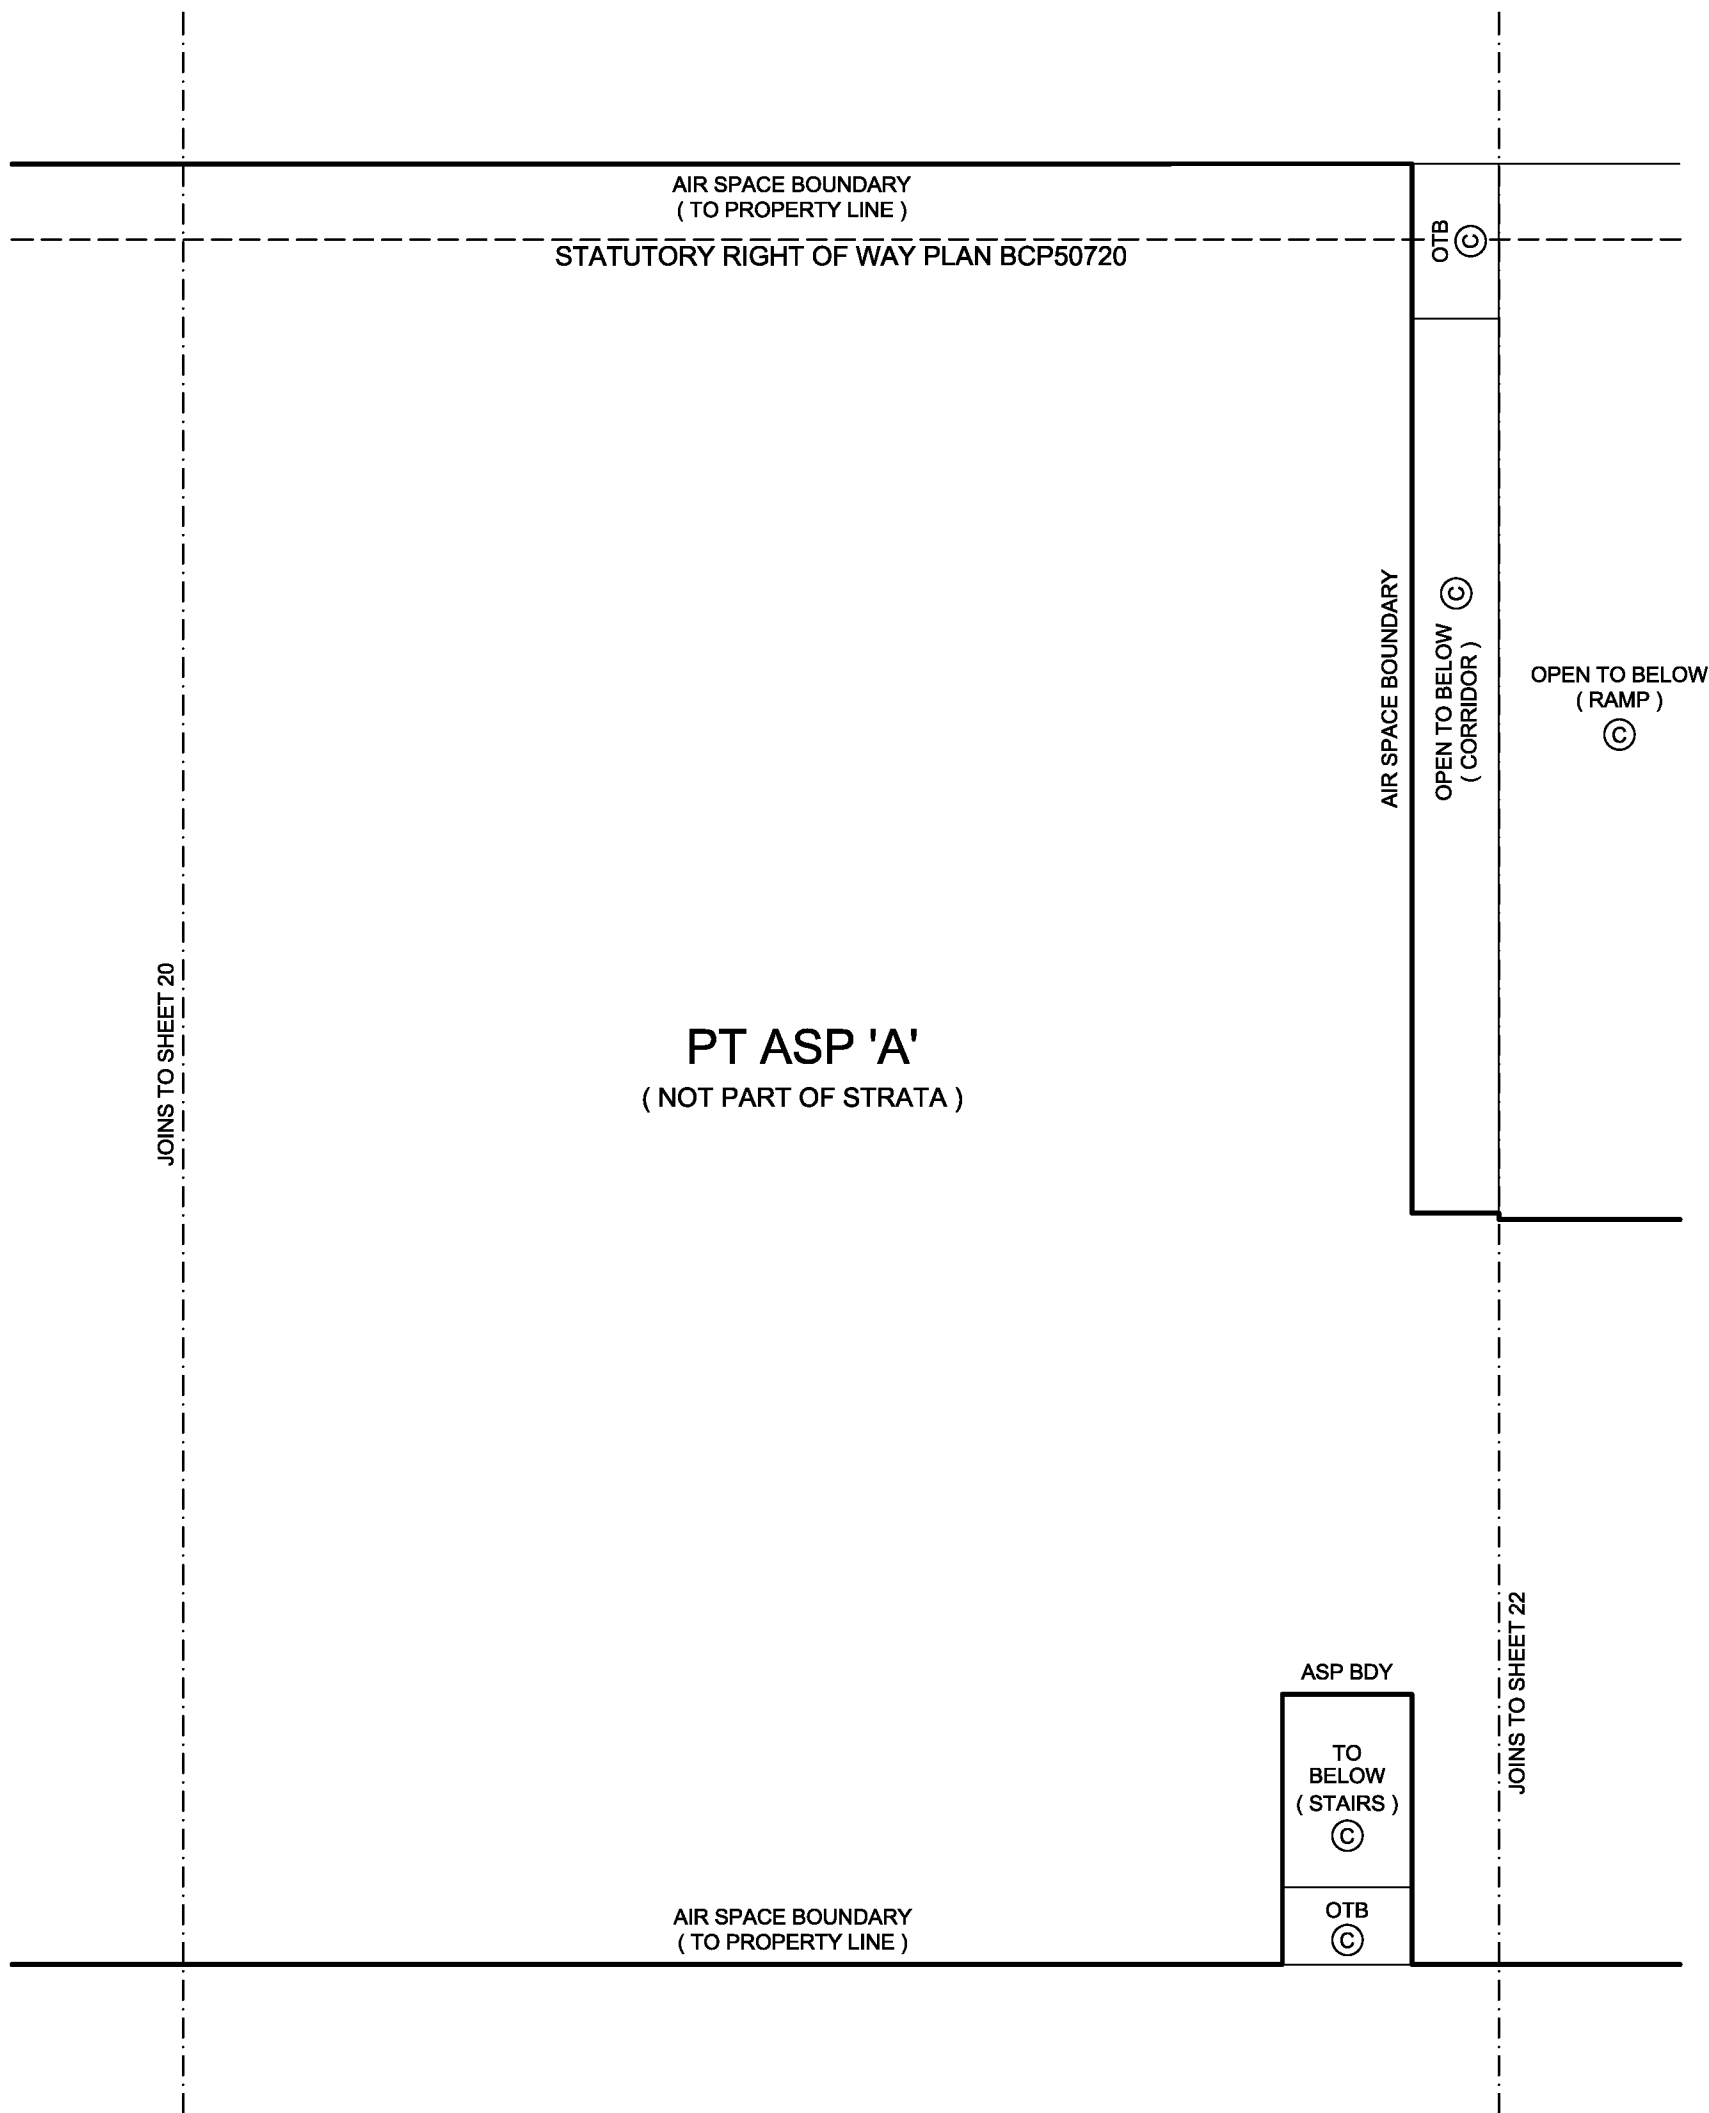 AIR SPACE BOUNDARY
( TO PROPERTY LINE )
STATUTORY RIGHT OF WAY PLAN BCP50720
OTB
C
AIR SPACE BOUNDARY
OPEN TO BELOW C
( CORRIDOR )
OPEN TO BELOW
( RAMP )
C
JOINS TO SHEET 20
PT ASP 'A'
( NOT PART OF STRATA )
JOINS TO SHEET 22
ASP BDY
TO
BELOW
( STAIRS )
C
OTB
C
AIR SPACE BOUNDARY
( TO PROPERTY LINE )